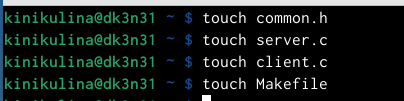 kinikulina@dk3n31 ~ $ touch common.h
kinikulina@dk3n31 ~ $ touch server.c
kinikulina@dk3n31 ~ $ touch client.c
kinikulina@dk3n31 ~ $ touch Makefile